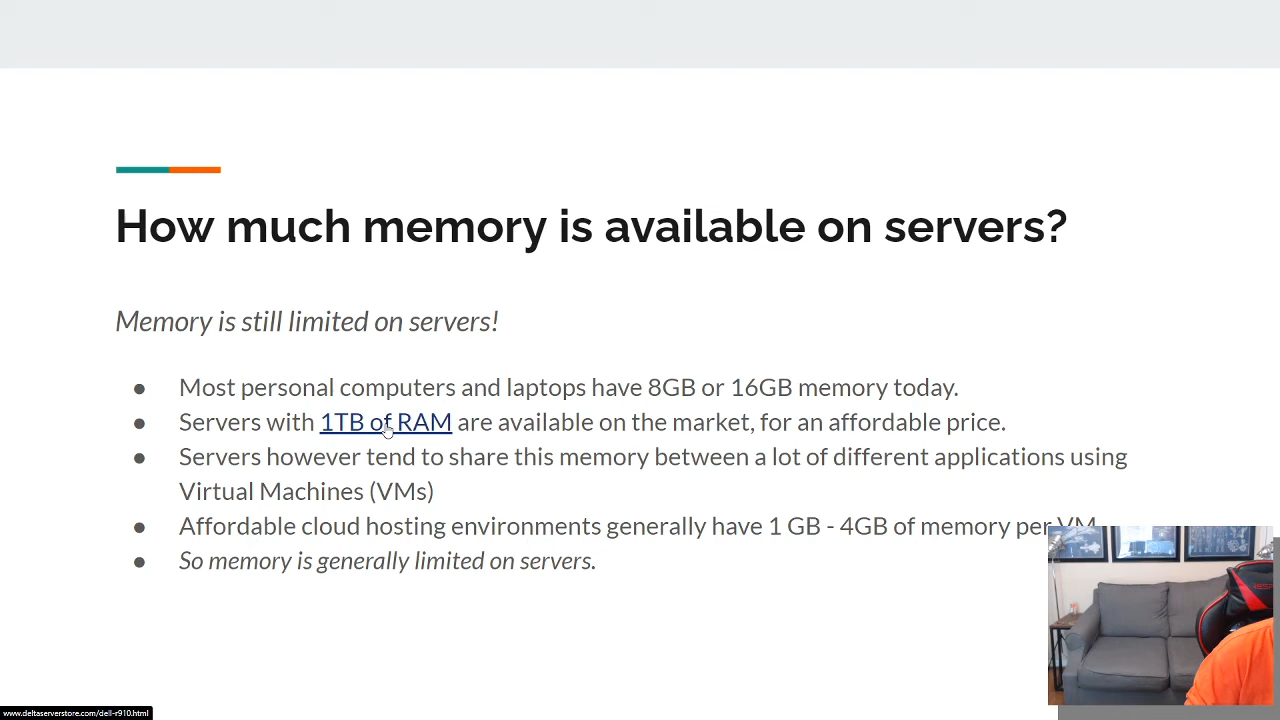 How much memory is available on servers?
Memory is still limited on servers!
● Most personal computers and laptops have 8GB or 16GB memory today.
● Servers with 1TB of RAM are available on the market, for an affordable price.
● Servers however tend to share this memory between a lot of different applications using
Virtual Machines (VMs)
● Affordable cloud hosting environments generally have 1 GB - 4GB of memory per VM
● So memory is generally limited on servers.
www.deltaserverstore.com/dell-r910.html